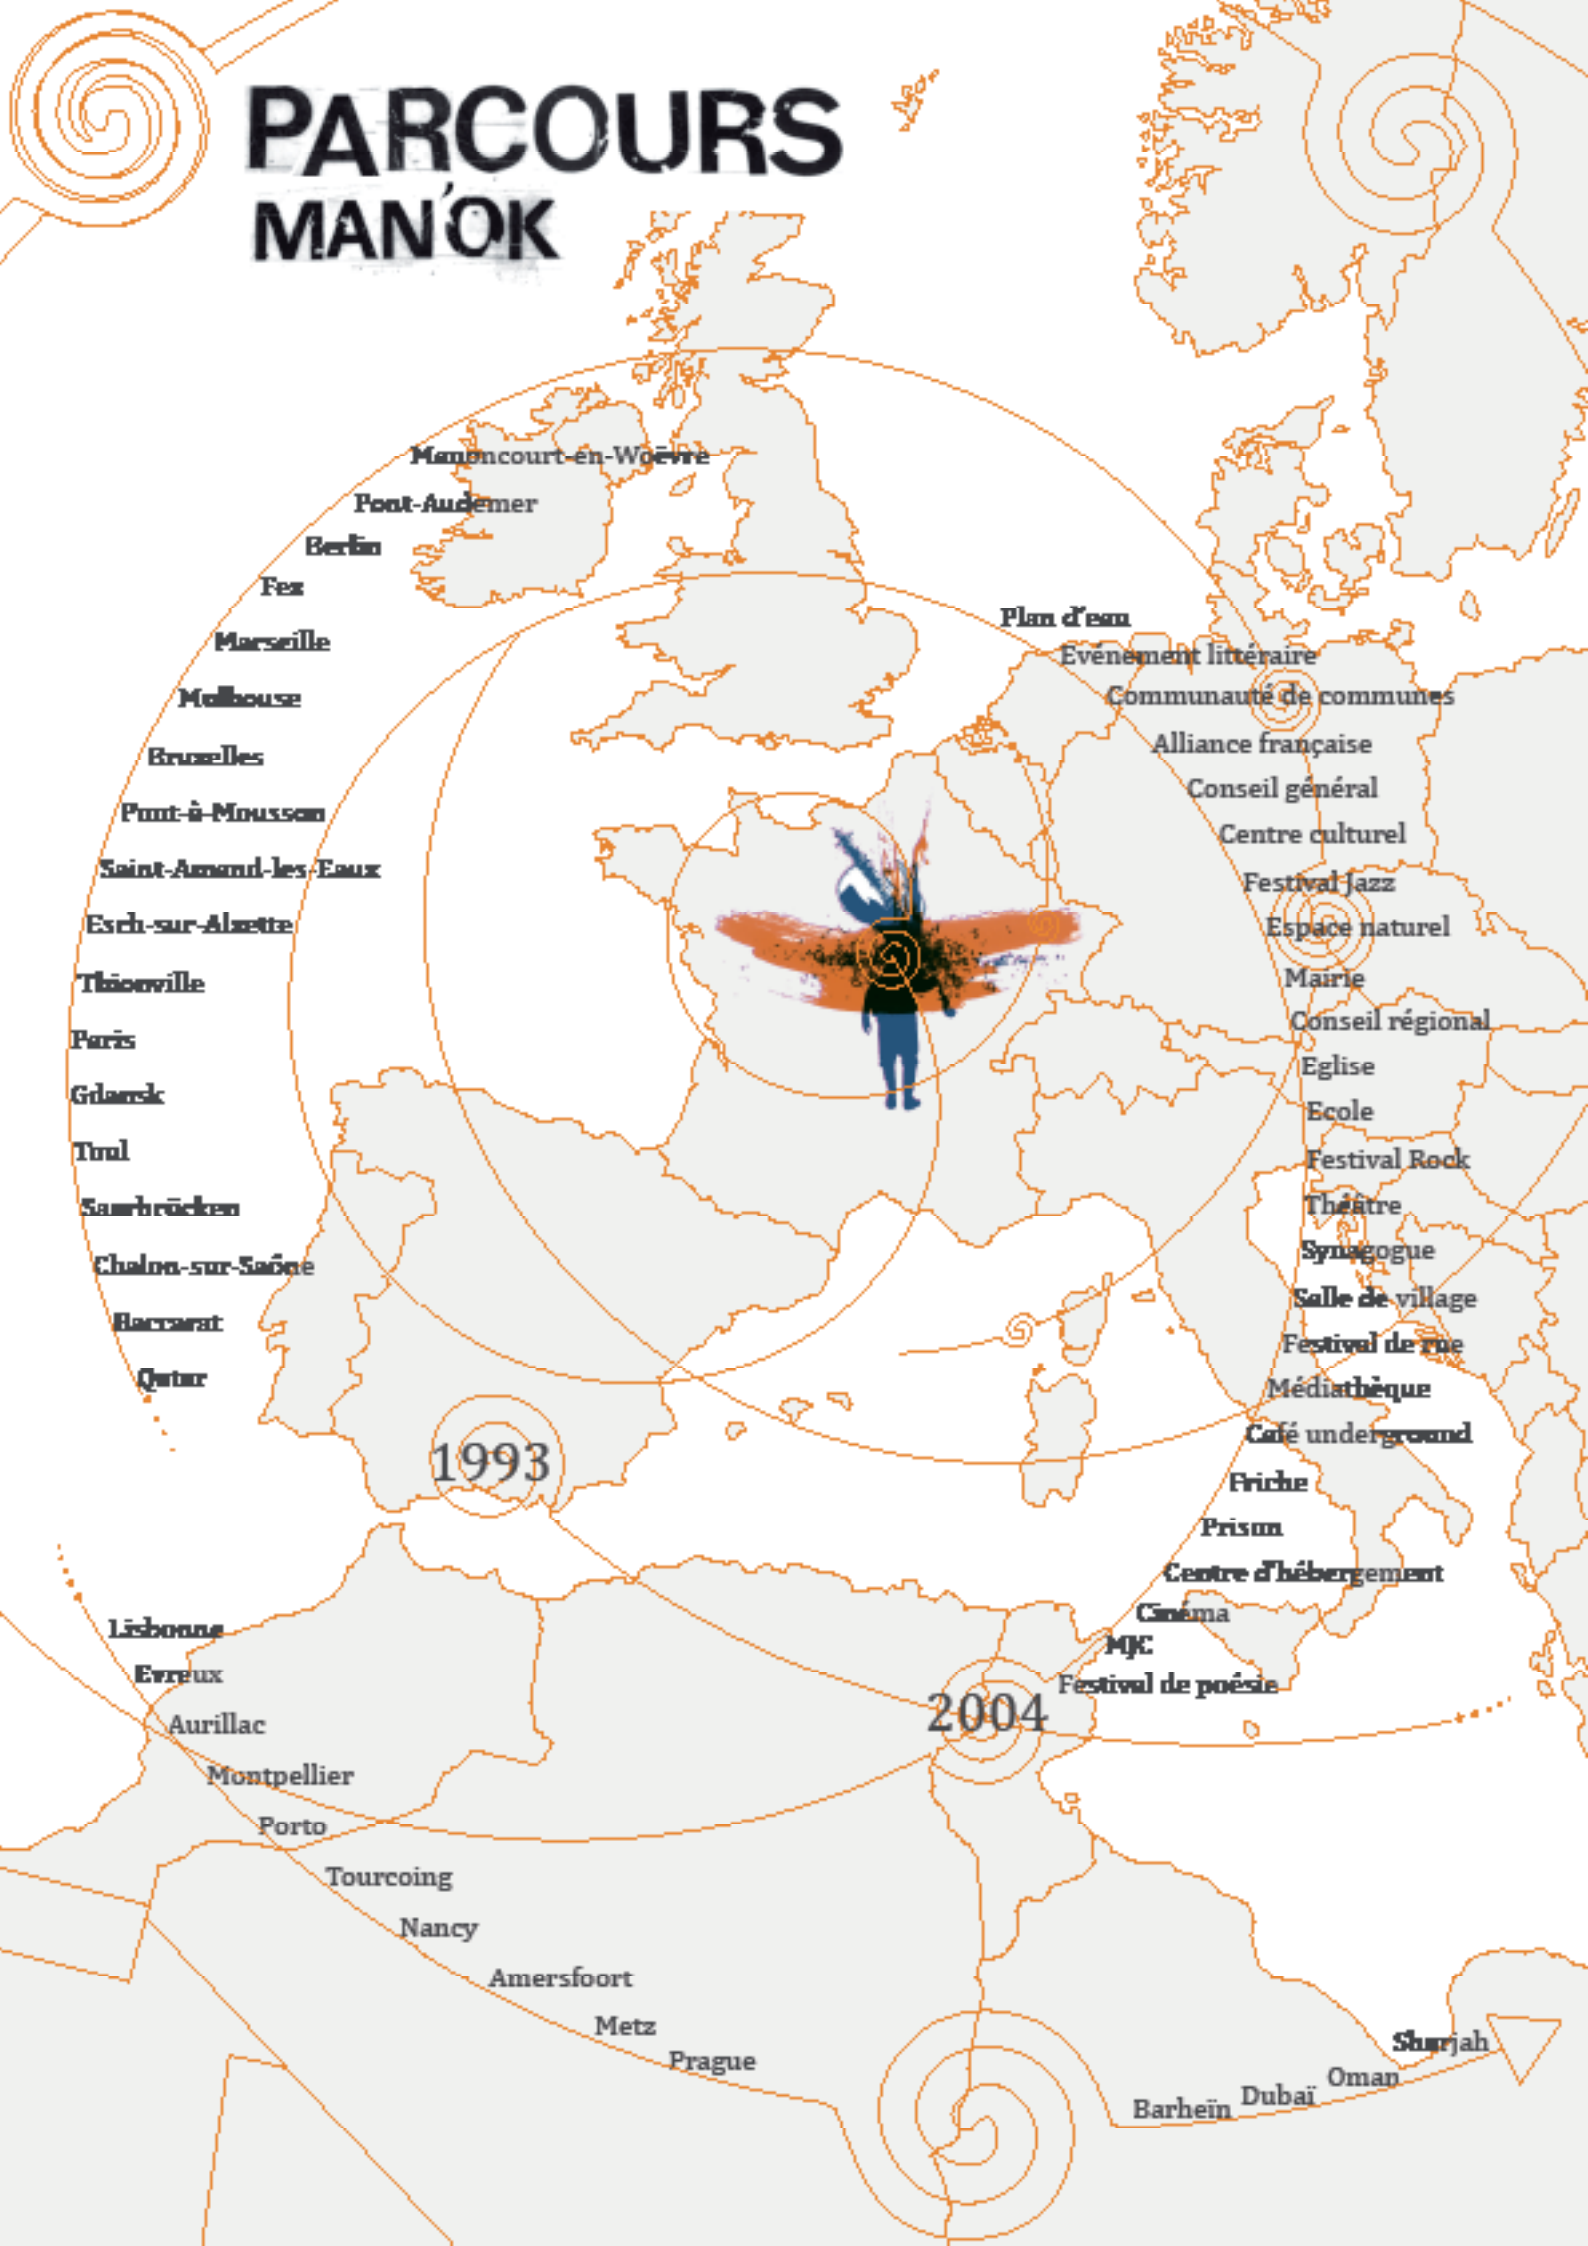 PARCOURS
MAN'OK
Manoncourt-en-Woëvre
Pont-Audemer
Berlin
Fez
Marseille
Mulhouse
Bruxelles
Pont-à-Mousson
Saint-Amand-les-Eaux
Esch-sur-Alzette
Thionville
Paris
Gdansk
Toul
Saarbrücken
Chalon-sur-Saône
Baccarat
Qatar
Plan d'eau
Evénement littéraire
Communauté de communes
Alliance française
Conseil général
Centre culturel
Festival Jazz
Espace naturel
Mairie
Conseil régional
Eglise
Ecole
Festival Rock
Théâtre
Synagogue
Salle de village
Festival de rue
Médiathèque
Café underground
Friche
Prison
Centre d'hébergement
Cinéma
MJC
Festival de poésie
1993
2004
Lisbonne
Evreux
Aurillac
Montpellier
Porto
Tourcoing
Nancy
Amersfoort
Metz
Prague
Barheïn
Dubaï
Oman
Sharjah